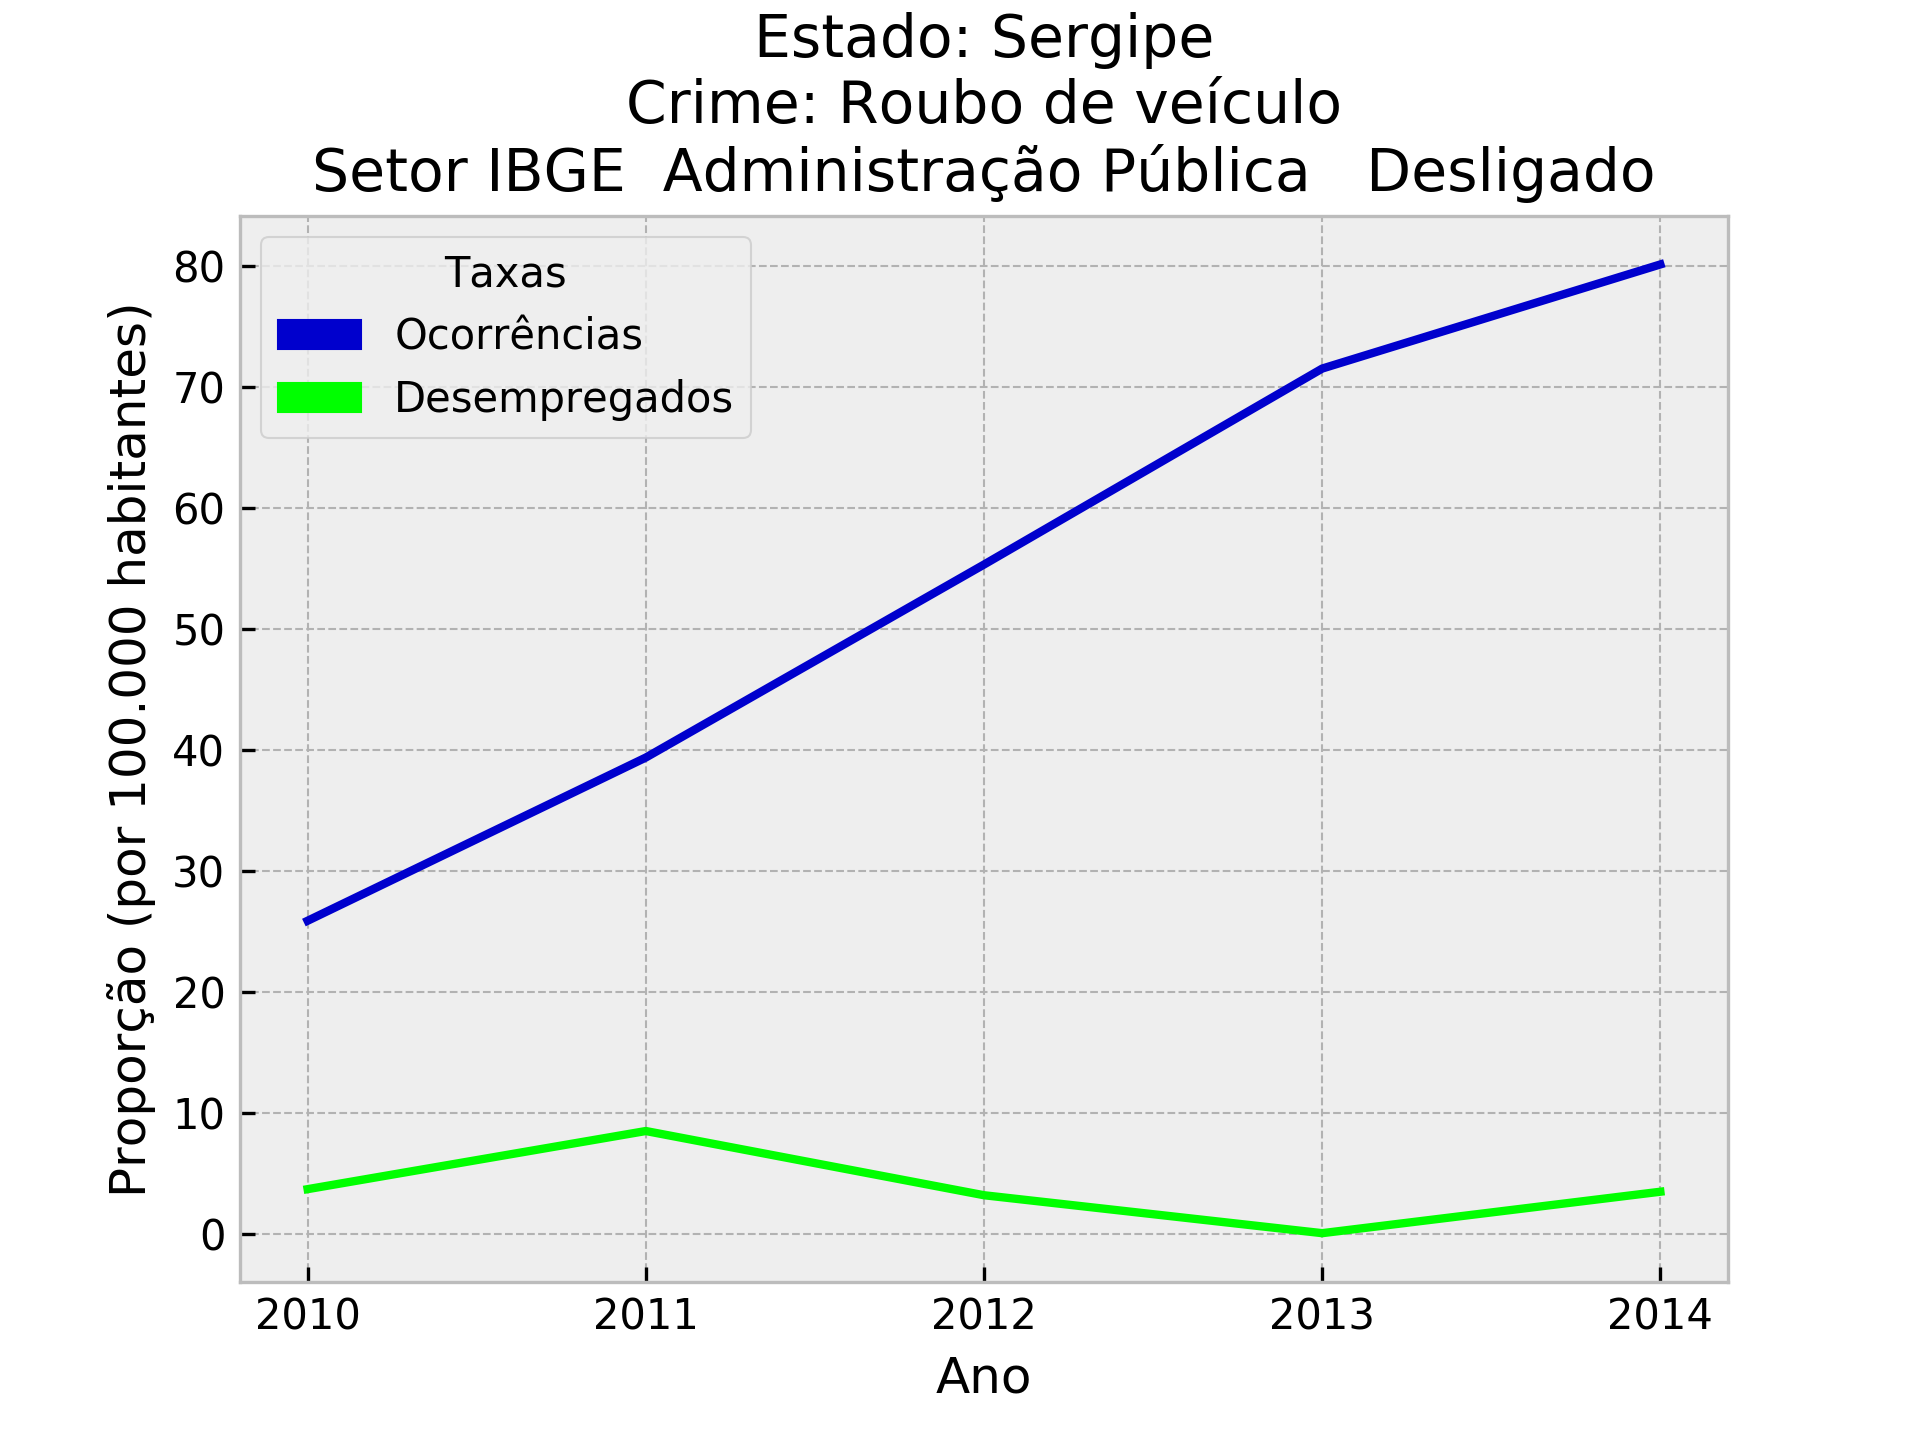 Estado: Sergipe
Crime: Roubo de veículo
Setor IBGE  Administração Pública   Desligado
Taxas
Ocorrências
Desempregados
Proporção (por 100.000 habitantes)
80
70
60
50
40
30
20
10
0
2010 2011 2012 2013 2014
Ano